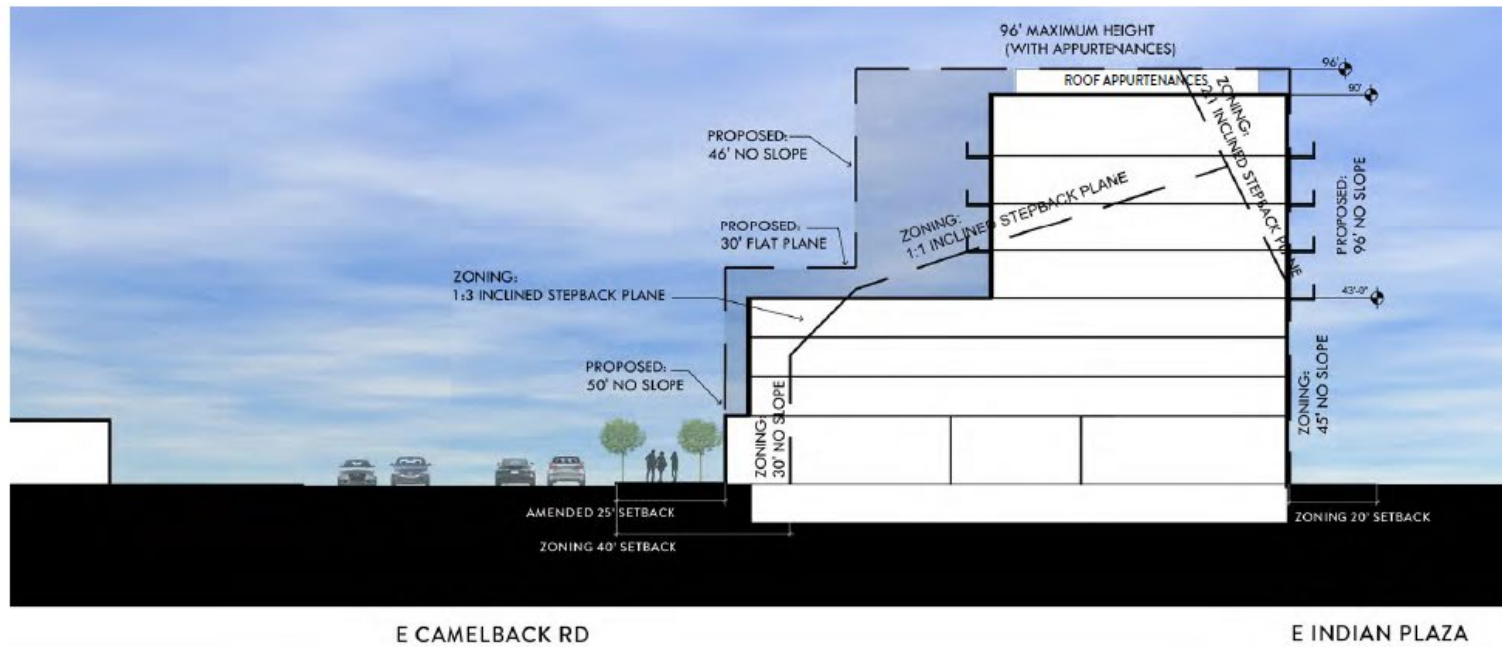 96' MAXIMUM HEIGHT
(WITH APPURTENANCES)
96'
ROOF APPURTENANCES
90'
ZONING:
2:1 INCLINED STEPBACK PLANE
PROPOSED:
46' NO SLOPE
PROPOSED:
96' NO SLOPE
ZONING:
1:1 INCLINED STEPBACK PLANE
PROPOSED:
30' FLAT PLANE
ZONING:
1:3 INCLINED STEPBACK PLANE
43'-0"
PROPOSED:
50' NO SLOPE
ZONING:
30' NO SLOPE
ZONING:
45' NO SLOPE
AMENDED 25' SETBACK
ZONING 20' SETBACK
ZONING 40' SETBACK
E CAMELBACK RD
E INDIAN PLAZA